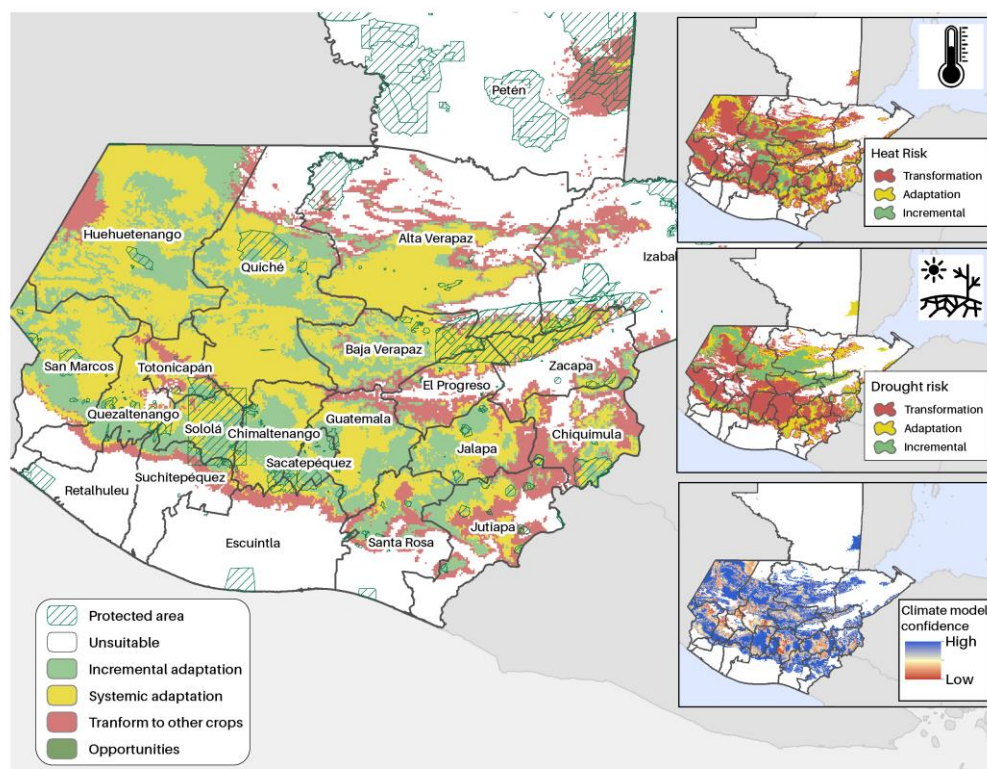 Petén
Huehuetenango
Quiché
Alta Verapaz
Izabal
Baja Verapaz
San Marcos
Totonicapán
El Progreso
Zacapa
Quezaltenango
Sololá
Chimaltenango
Guatemala
Jalapa
Chiquimula
Sacatepéquez
Suchitepéquez
Retalhuleu
Escuintla
Santa Rosa
Jutiapa
Protected area
Unsuitable
Incremental adaptation
Systemic adaptation
Tranform to other crops
Opportunities
Heat Risk
Transformation
Adaptation
Incremental
Drought risk
Transformation
Adaptation
Incremental
Climate model
confidence
High
Low